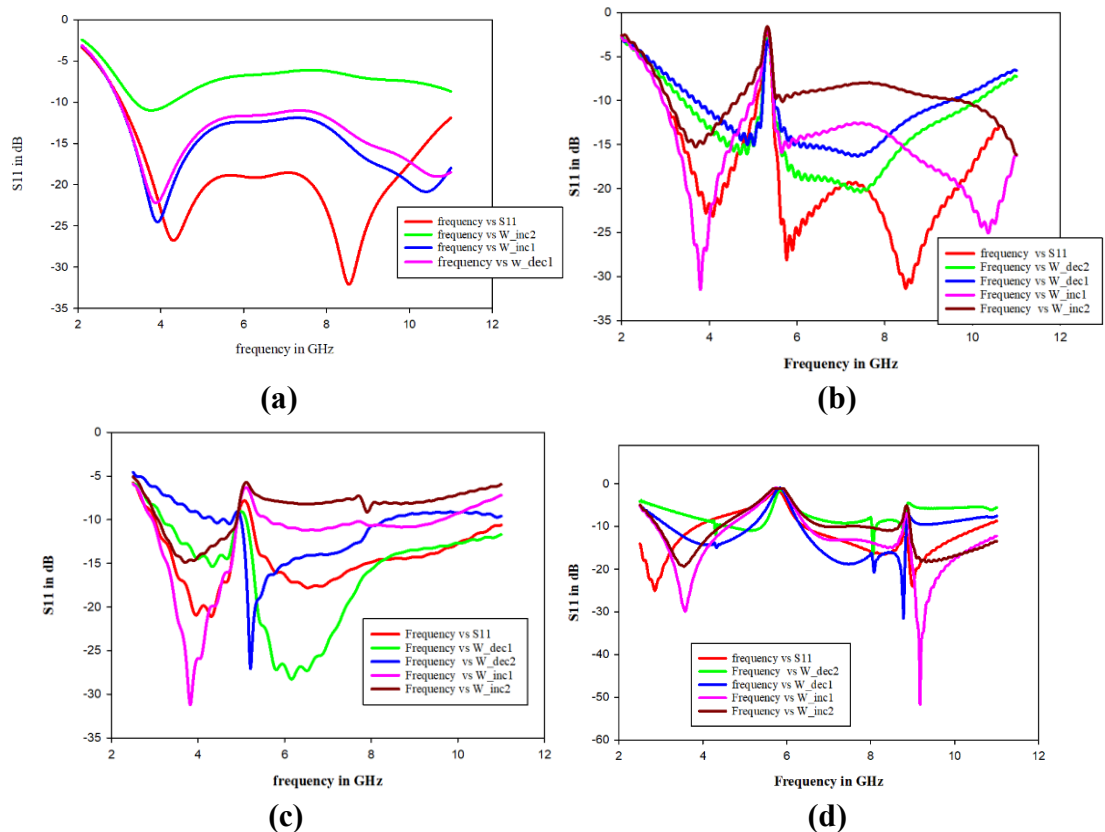 0
-5
-10
-15
-20
-25
-30
-35
S11 in dB
2
4
6
8
10
12
frequency in GHz
frequency vs S11
frequency vs W_inc2
frequency vs W_inc1
frequency vs w_dec1
(a)
0
-5
-10
-15
-20
-25
-30
-35
S11 in dB
2
4
6
8
10
12
Frequency in GHz
frequency vs S11
Frequency vs W_dec2
Frequency vs W_dec1
Frequency vs W_inc1
Frequency vs W_inc2
(b)
0
-5
-10
-15
-20
-25
-30
-35
S11 in dB
2
4
6
8
10
12
frequency in GHz
Frequency vs S11
Frequency vs W_dec1
Frequency vs W_dec2
Frequency vs W_inc1
Frequency vs W_inc2
(c)
0
-10
-20
-30
-40
-50
-60
S11 in dB
2
4
6
8
10
12
Frequency in GHz
frequency vs S11
Frequency vs W_dec2
frequency vs W_dec1
Frequency vs W_inc1
Frequency vs W_inc2
(d)